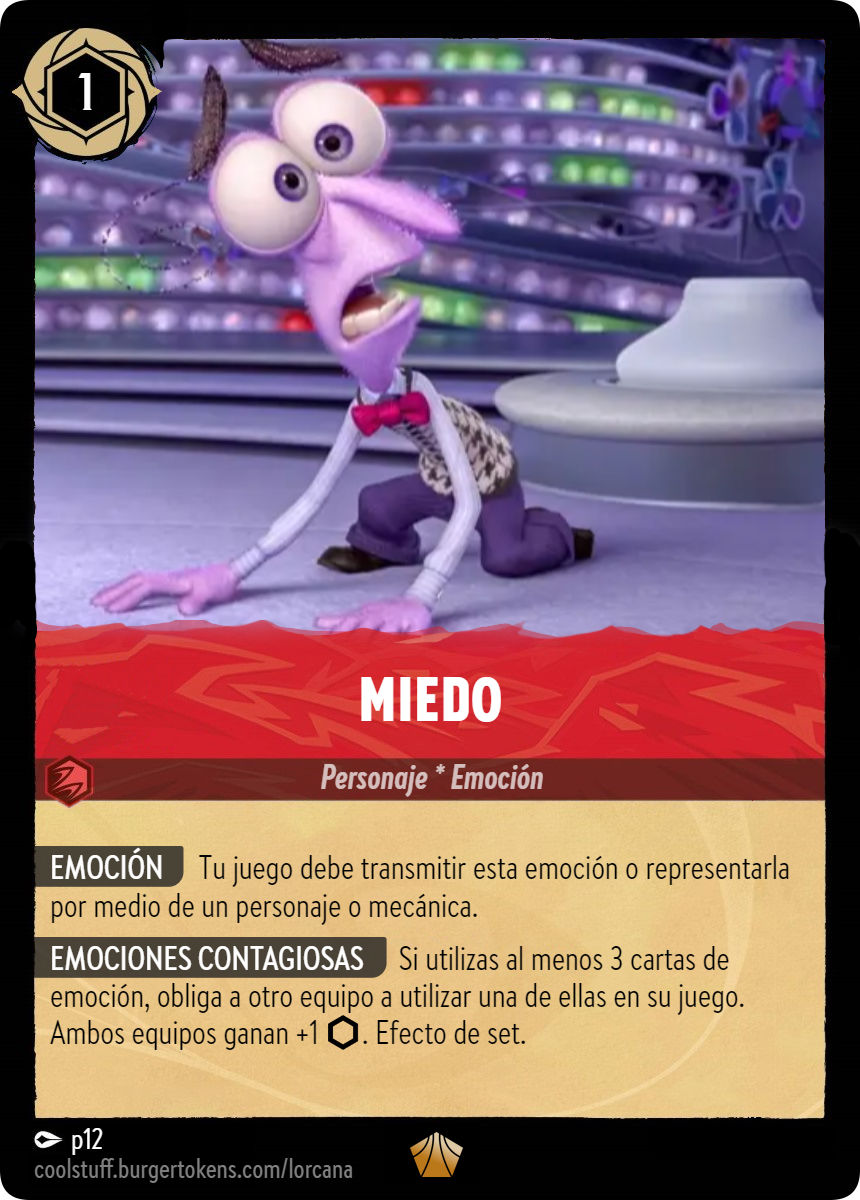 1
MIEDO
Personaje * Emoción
EMOCIÓN Tu juego debe transmitir esta emoción o representarla
por medio de un personaje o mecánica.
EMOCIONES CONTAGIOSAS Si utilizas al menos 3 cartas de
emoción, obliga a otro equipo a utilizar una de ellas en su juego.
Ambos equipos ganan +1 . Efecto de set.
p12
coolstuff.burgertokens.com/lorcana